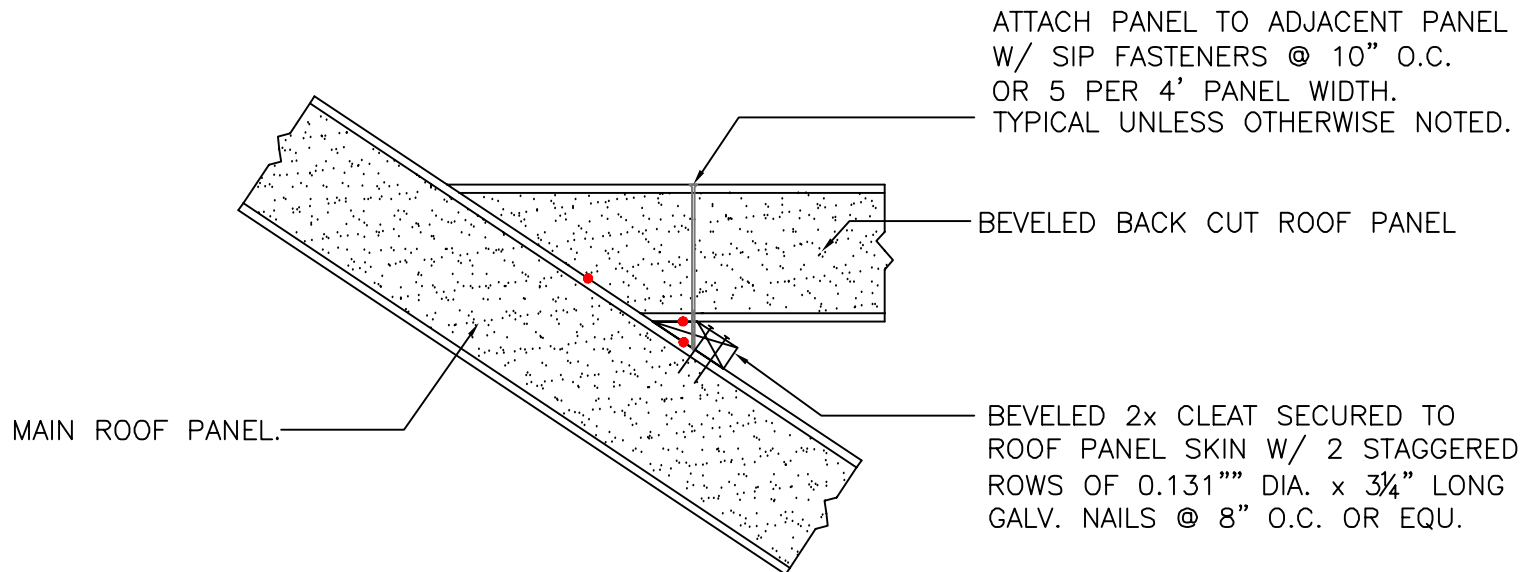 ATTACH PANEL TO ADJACENT PANEL
W/ SIP FASTENERS @ 10” O.C.
OR 5 PER 4’ PANEL WIDTH.
TYPICAL UNLESS OTHERWISE NOTED.
BEVELED BACK CUT ROOF PANEL
MAIN ROOF PANEL.
BEVELED 2x CLEAT SECURED TO
ROOF PANEL SKIN W/ 2 STAGGERED
ROWS OF 0.131”” DIA. x 3¼” LONG
GALV. NAILS @ 8” O.C. OR EQU.